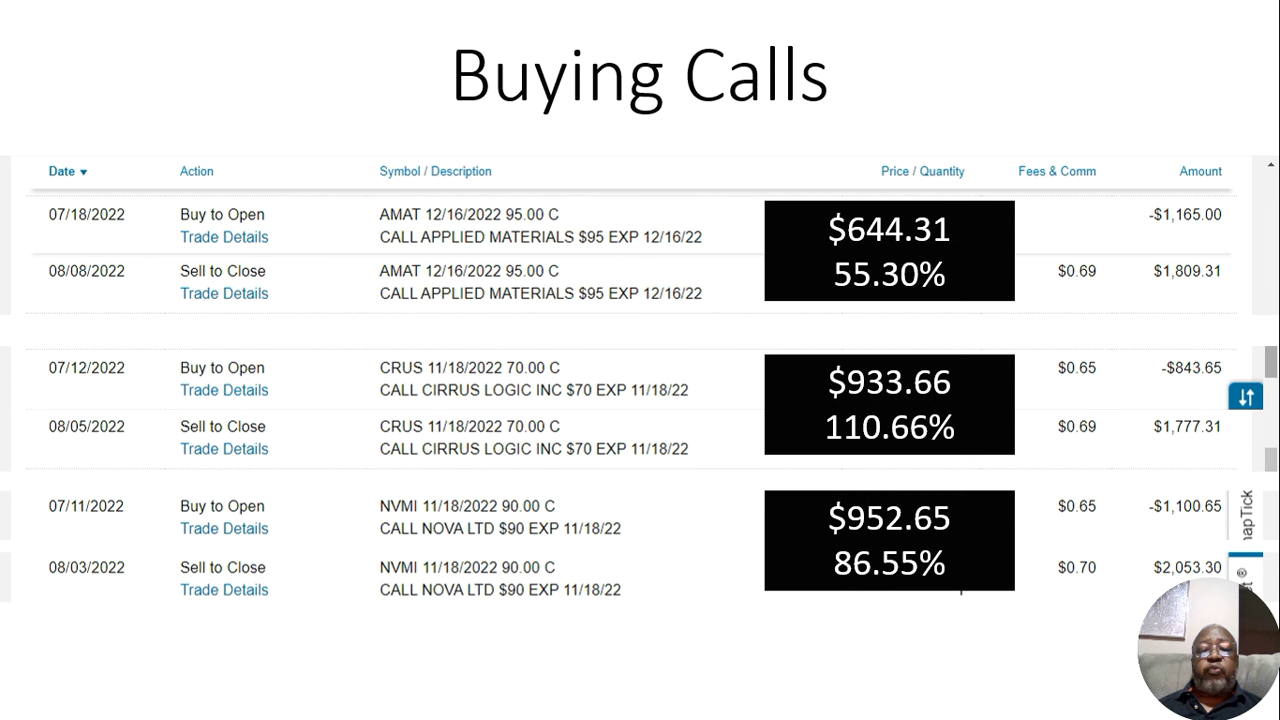 Buying Calls
Date ▼ Action Symbol / Description Price / Quantity Fees & Comm Amount
07/18/2022 Buy to Open AMAT 12/16/2022 95.00 C -$1,165.00
Trade Details CALL APPLIED MATERIALS $95 EXP 12/16/22
$644.31
55.30%
08/08/2022 Sell to Close AMAT 12/16/2022 95.00 C $0.69 $1,809.31
Trade Details CALL APPLIED MATERIALS $95 EXP 12/16/22
07/12/2022 Buy to Open CRUS 11/18/2022 70.00 C $0.65 -$843.65
Trade Details CALL CIRRUS LOGIC INC $70 EXP 11/18/22
$933.66
110.66%
08/05/2022 Sell to Close CRUS 11/18/2022 70.00 C $0.69 $1,777.31
Trade Details CALL CIRRUS LOGIC INC $70 EXP 11/18/22
07/11/2022 Buy to Open NVMI 11/18/2022 90.00 C $0.65 -$1,100.65
Trade Details CALL NOVA LTD $90 EXP 11/18/22
$952.65
86.55%
08/03/2022 Sell to Close NVMI 11/18/2022 90.00 C $0.70 $2,053.30
Trade Details CALL NOVA LTD $90 EXP 11/18/22